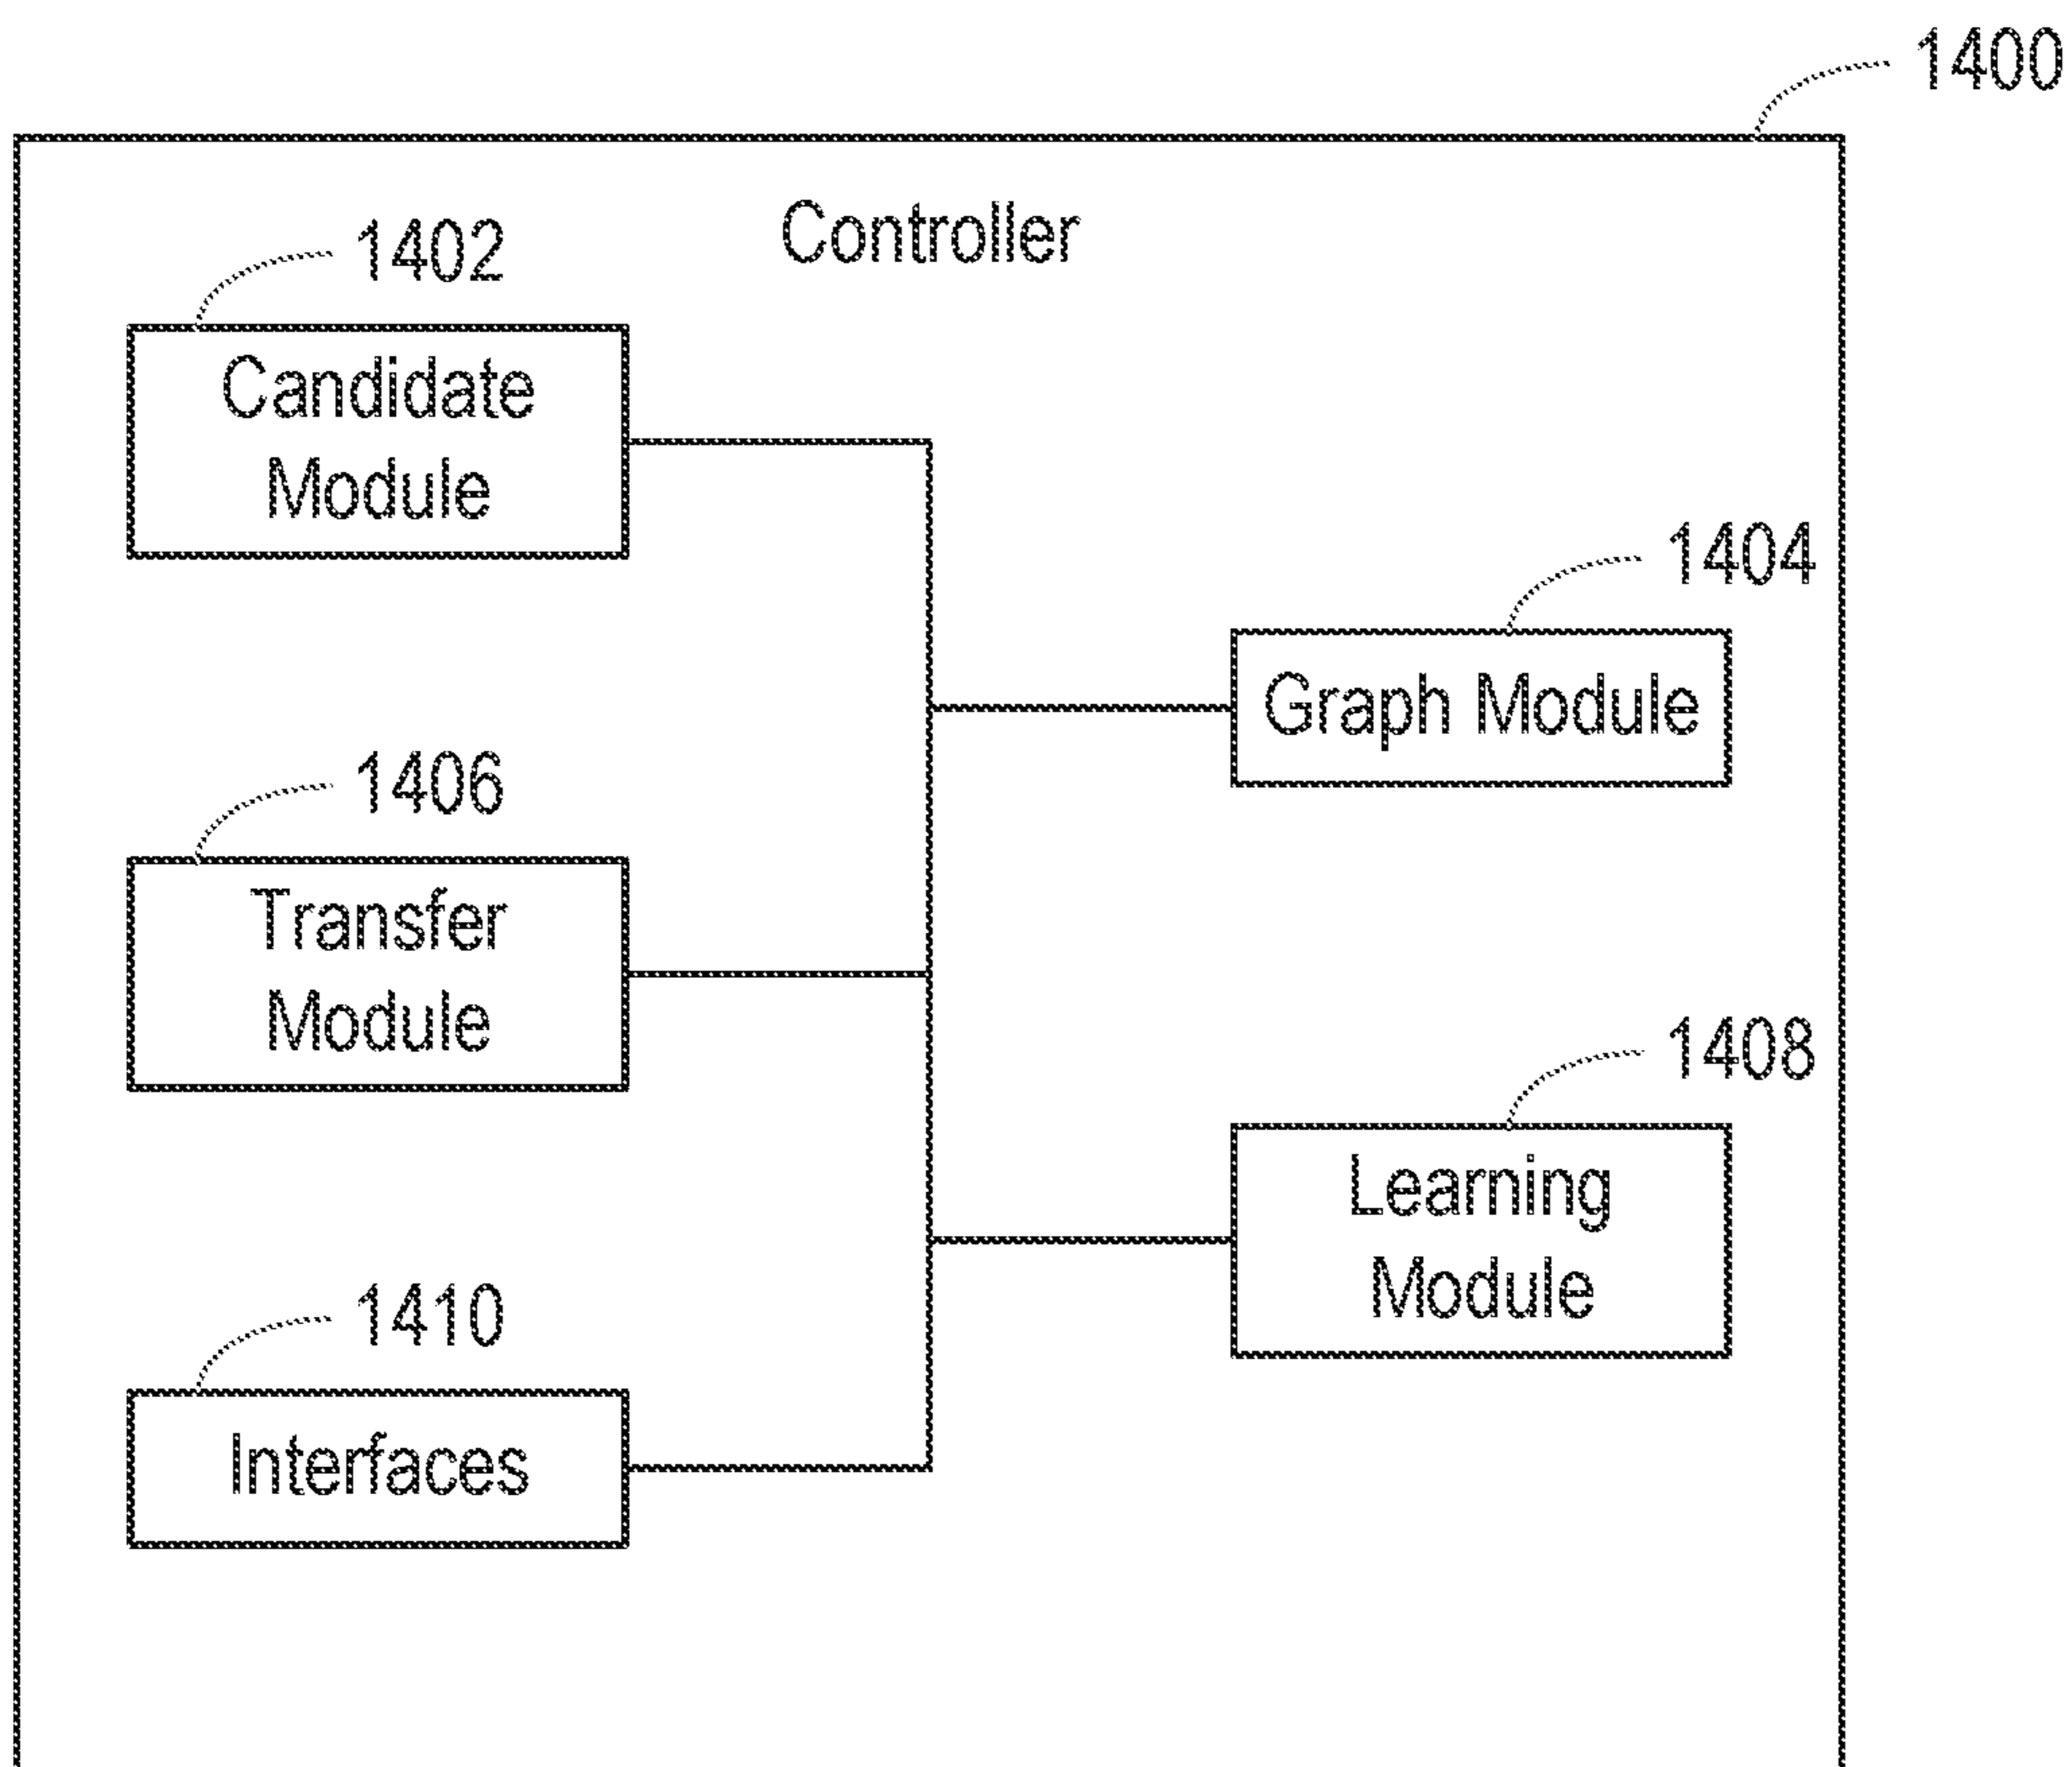 1400
Controller
1402
Candidate
Module
1404
Graph Module
1406
Transfer
Module
1408
Learning
Module
1410
Interfaces